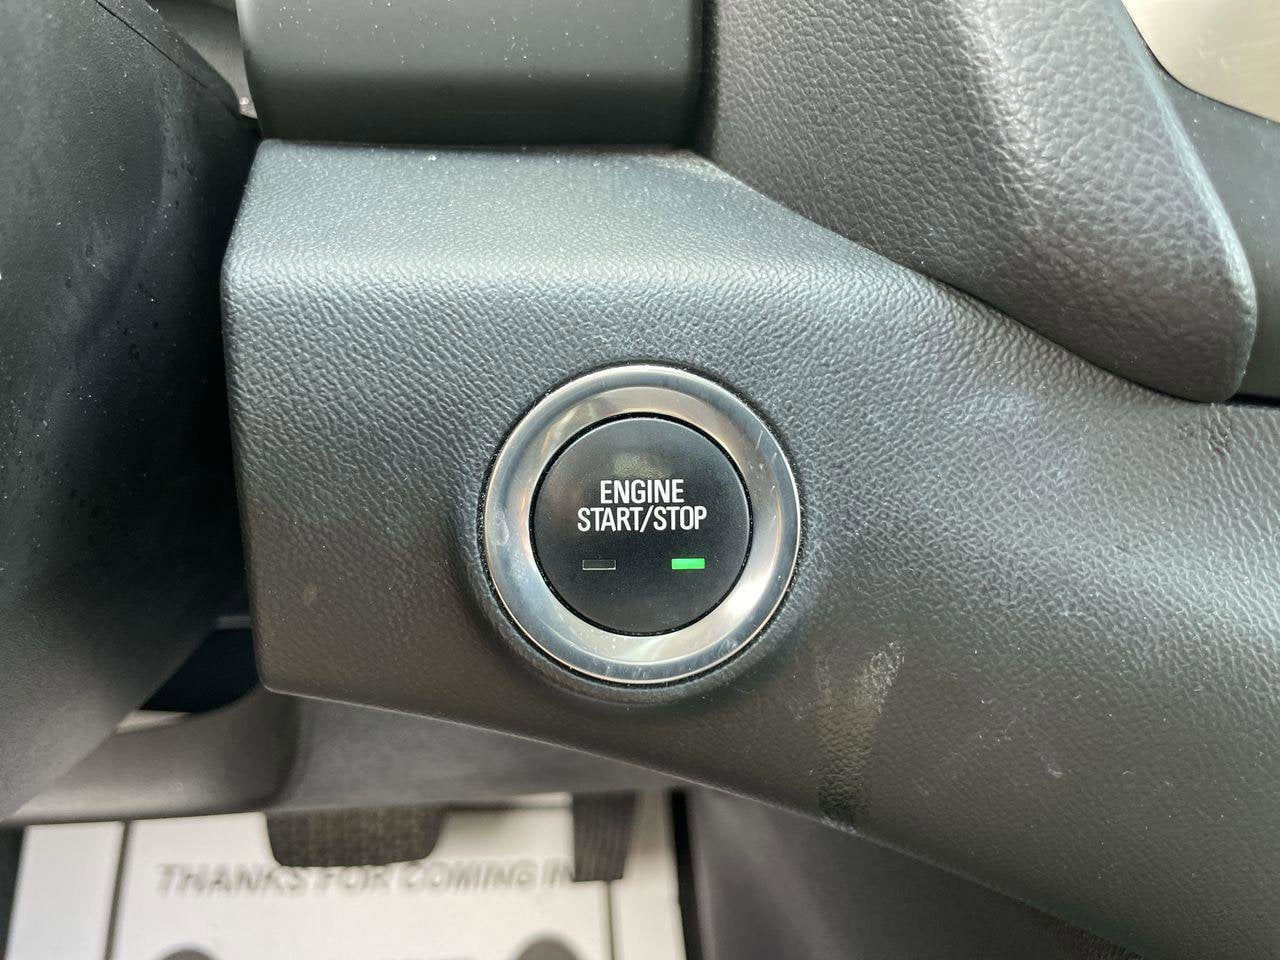 ENGINE
START/STOP
THANKS FOR COMING IN